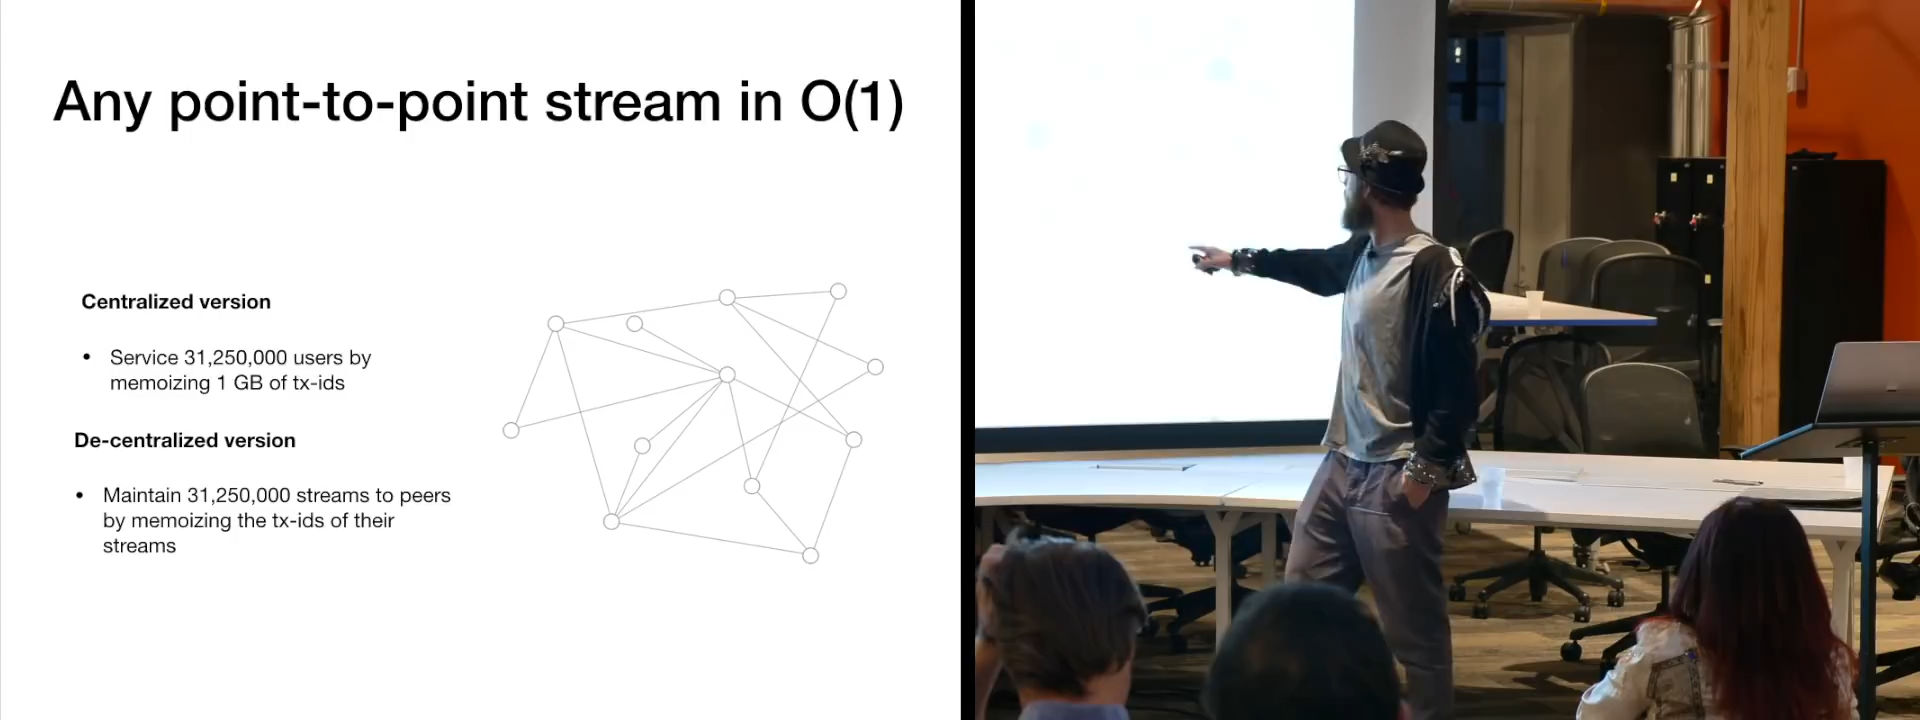 Any point-to-point stream in O(1)
Centralized version
• Service 31,250,000 users by
memoizing 1 GB of tx-ids
De-centralized version
• Maintain 31,250,000 streams to peers
by memoizing the tx-ids of their
streams